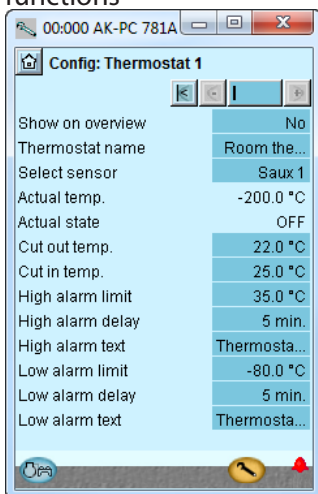 functions
00:000 AK-PC 781A
Config: Thermostat 1
Show on overview No
Thermostat name Room the...
Select sensor Saux 1
Actual temp. -200.0 °C
Actual state OFF
Cut out temp. 22.0 °C
Cut in temp. 25.0 °C
High alarm limit 35.0 °C
High alarm delay 5 min.
High alarm text Thermosta...
Low alarm limit -80.0 °C
Low alarm delay 5 min.
Low alarm text Thermosta...